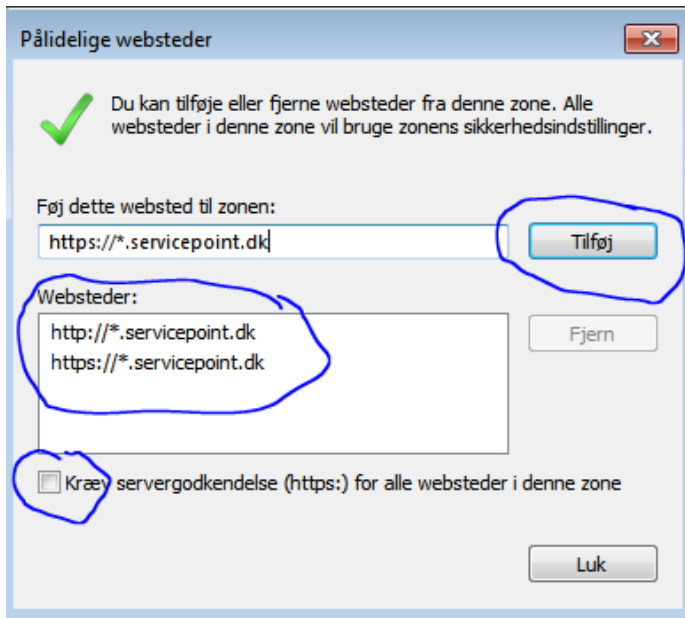 Pålidelige websteder
Du kan tilføje eller fjerne websteder fra denne zone. Alle
websteder i denne zone vil bruge zonens sikkerhedsindstillinger.
Føj dette websted til zonen:
https://*.servicepoint.dk
Tilføj
Websteder:
http://*.servicepoint.dk
https://*.servicepoint.dk
Fjern
Kræv servergodkendelse (https:) for alle websteder i denne zone
Luk